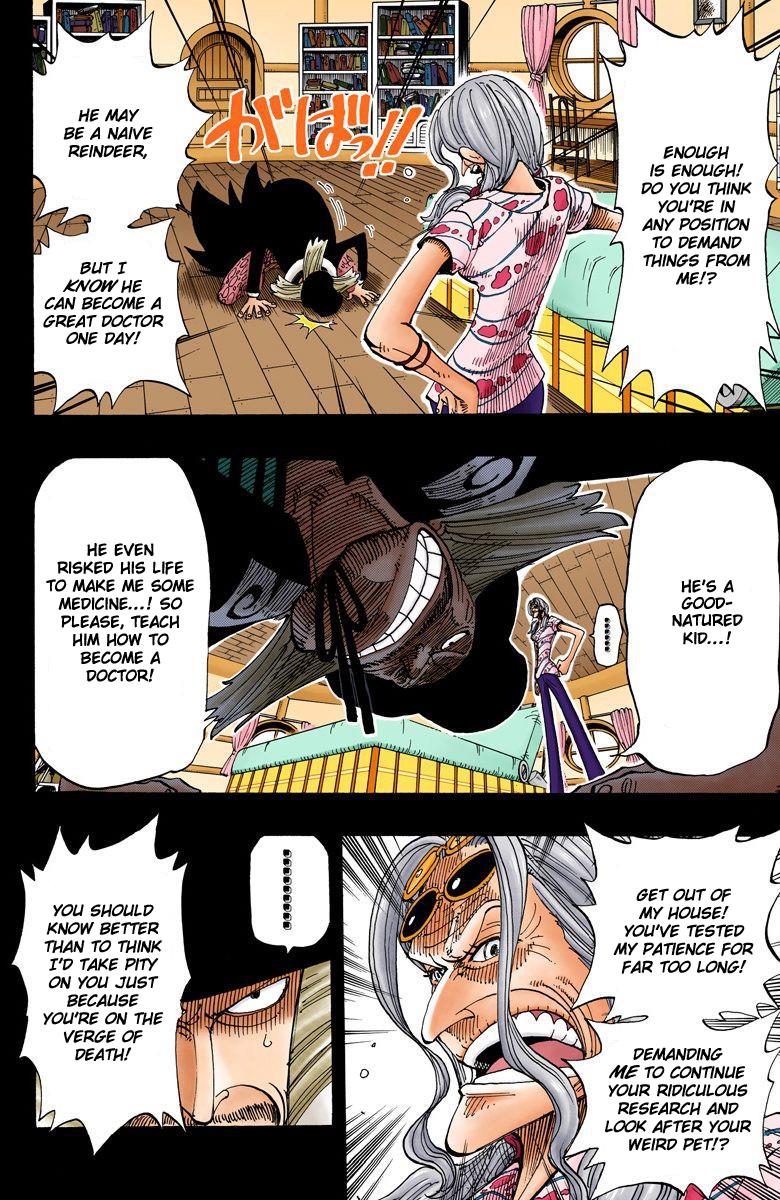 ENOUGH
IS ENOUGH!
DO YOU THINK
YOU'RE IN
ANY POSITION
TO DEMAND
THINGS FROM
ME!?
がばっ!!
HE MAY
BE A NAIVE
REINDEER,
BUT I
KNOW HE
CAN BECOME A
GREAT DOCTOR
ONE DAY!
HE'S A
GOOD-
NATURED
KID...!
......
HE EVEN
RISKED HIS LIFE
TO MAKE ME SOME
MEDICINE...! SO
PLEASE, TEACH
HIM HOW TO
BECOME A
DOCTOR!
GET OUT OF
MY HOUSE!
YOU'VE TESTED
MY PATIENCE FOR
FAR TOO LONG!
DEMANDING
ME TO CONTINUE
YOUR RIDICULOUS
RESEARCH AND
LOOK AFTER YOUR
WEIRD PET!?
.........
YOU SHOULD
KNOW BETTER
THAN TO THINK
I'D TAKE PITY
ON YOU JUST
BECAUSE
YOU'RE ON THE
VERGE OF
DEATH!